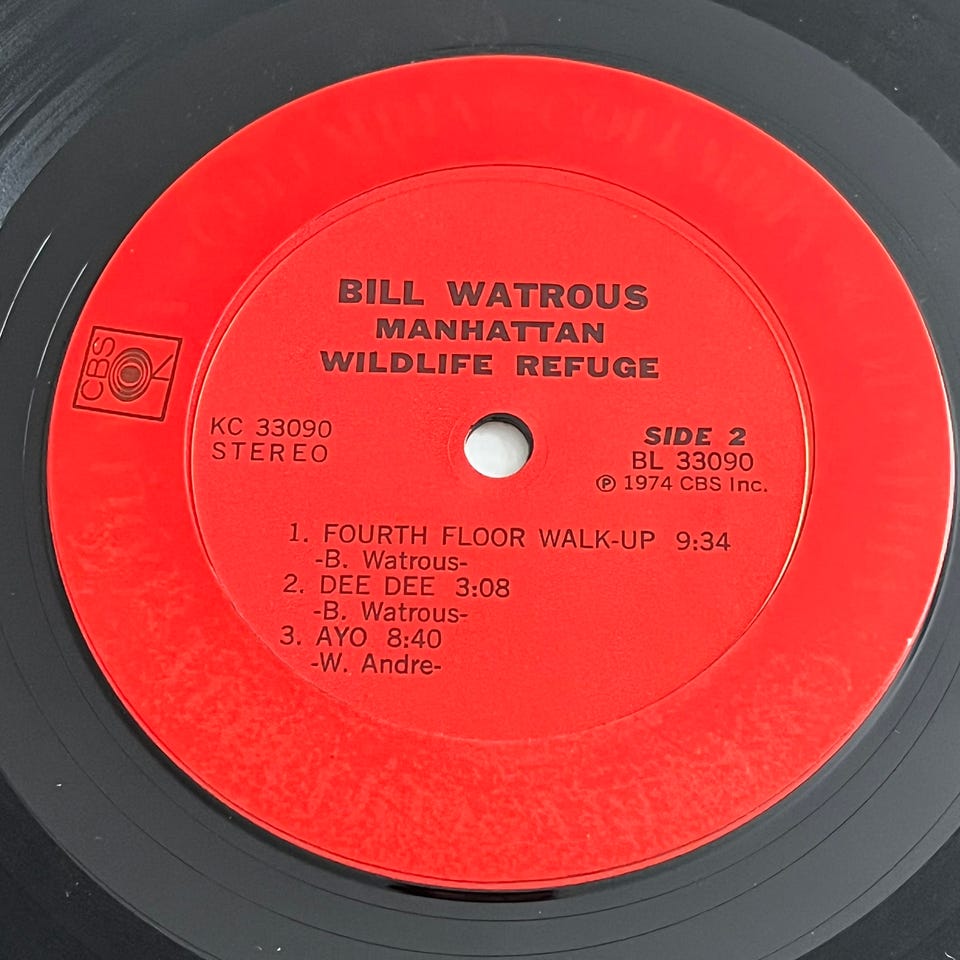 BILL WATROUS
MANHATTAN
WILDLIFE REFUGE
CBS
KC 33090
STEREO
SIDE 2
BL 33090
℗ 1974 CBS Inc.
1. FOURTH FLOOR WALK-UP 9:34
-B. Watrous-
2. DEE DEE 3:08
-B. Watrous-
3. AYO 8:40
-W. Andre-